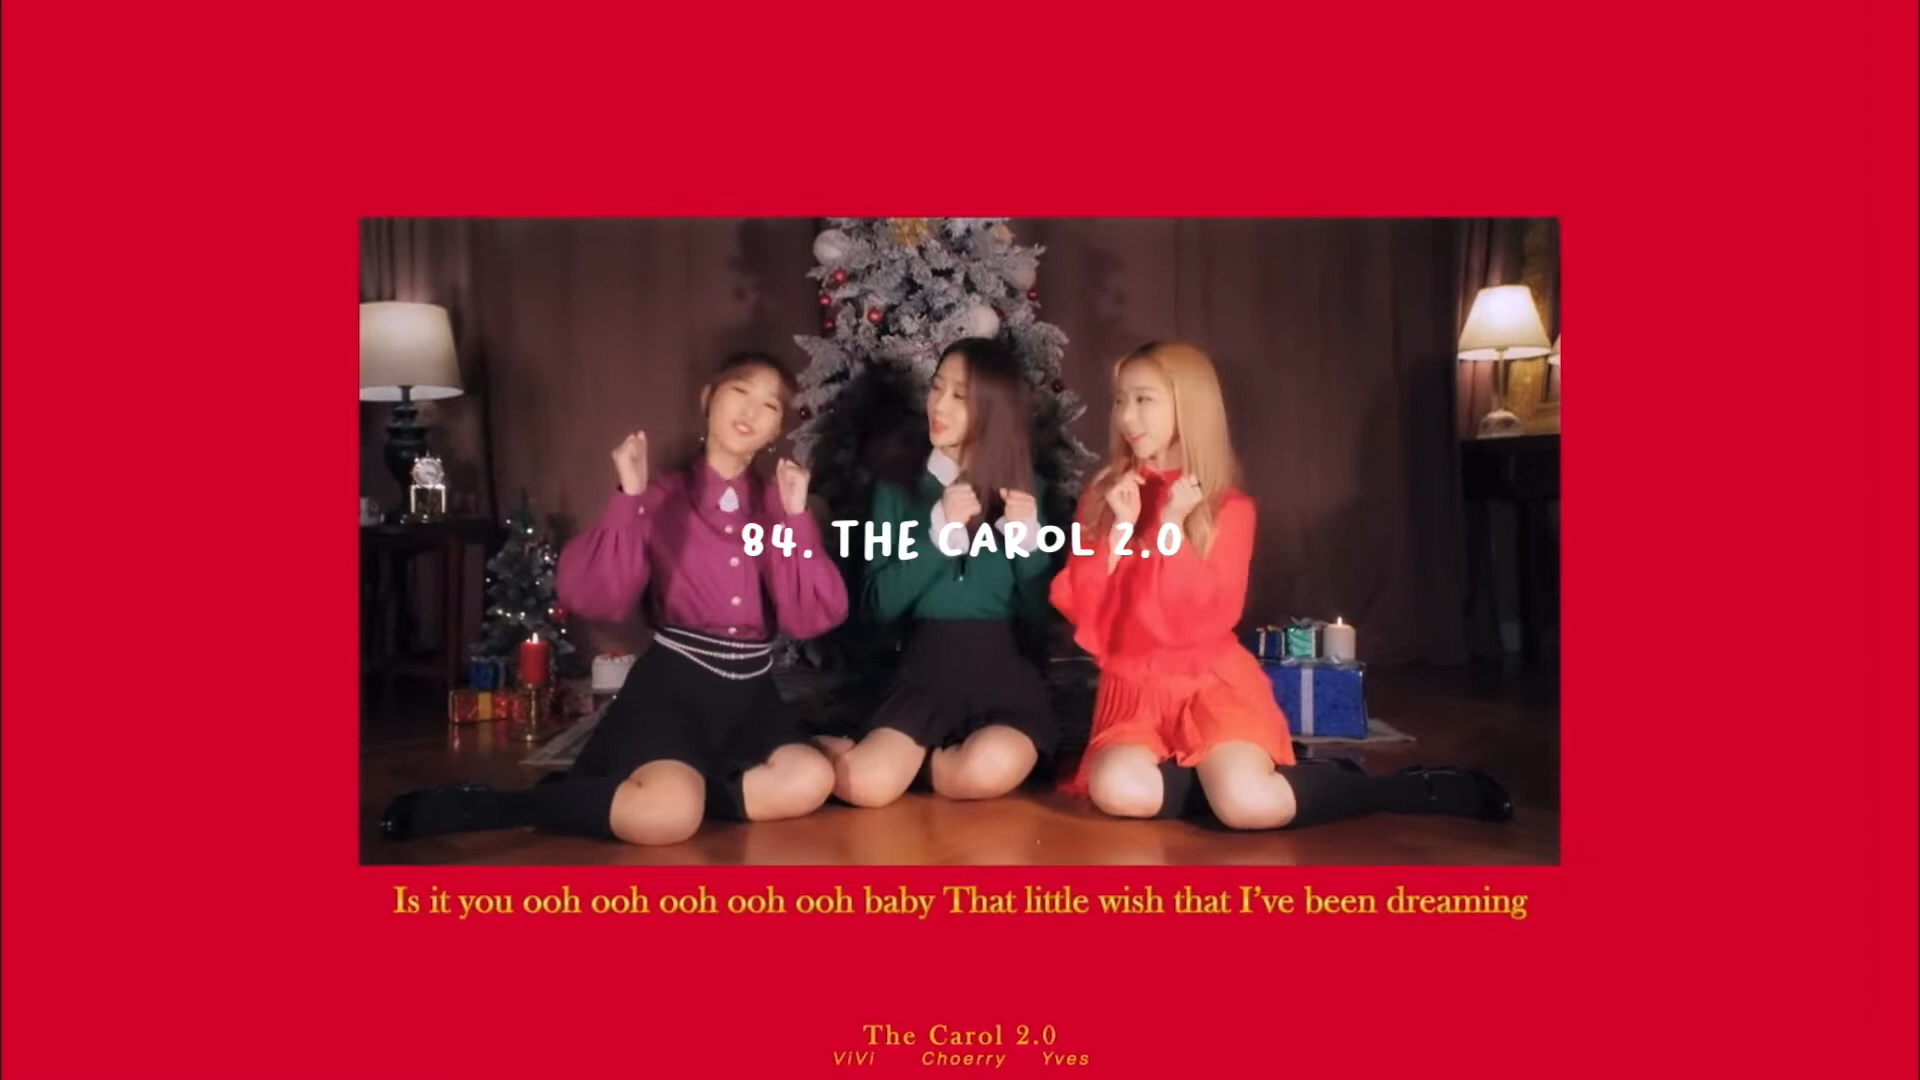 84. THE CAROL 2.0
Is it you ooh ooh ooh ooh ooh baby That little wish that I've been dreaming
The Carol 2.0
ViVi Choerry Yves